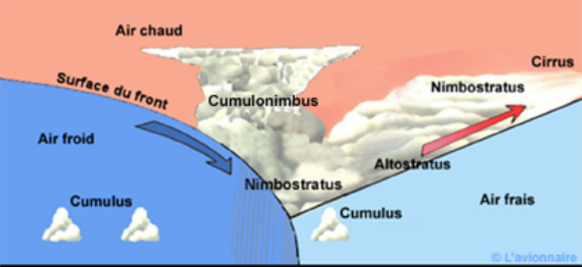 Air chaud
Cirrus
Surface du front
Nimbostratus
Cumulonimbus
Air froid
Altostratus
Nimbostratus
Cumulus
Air frais
Cumulus
© L'avionnaire